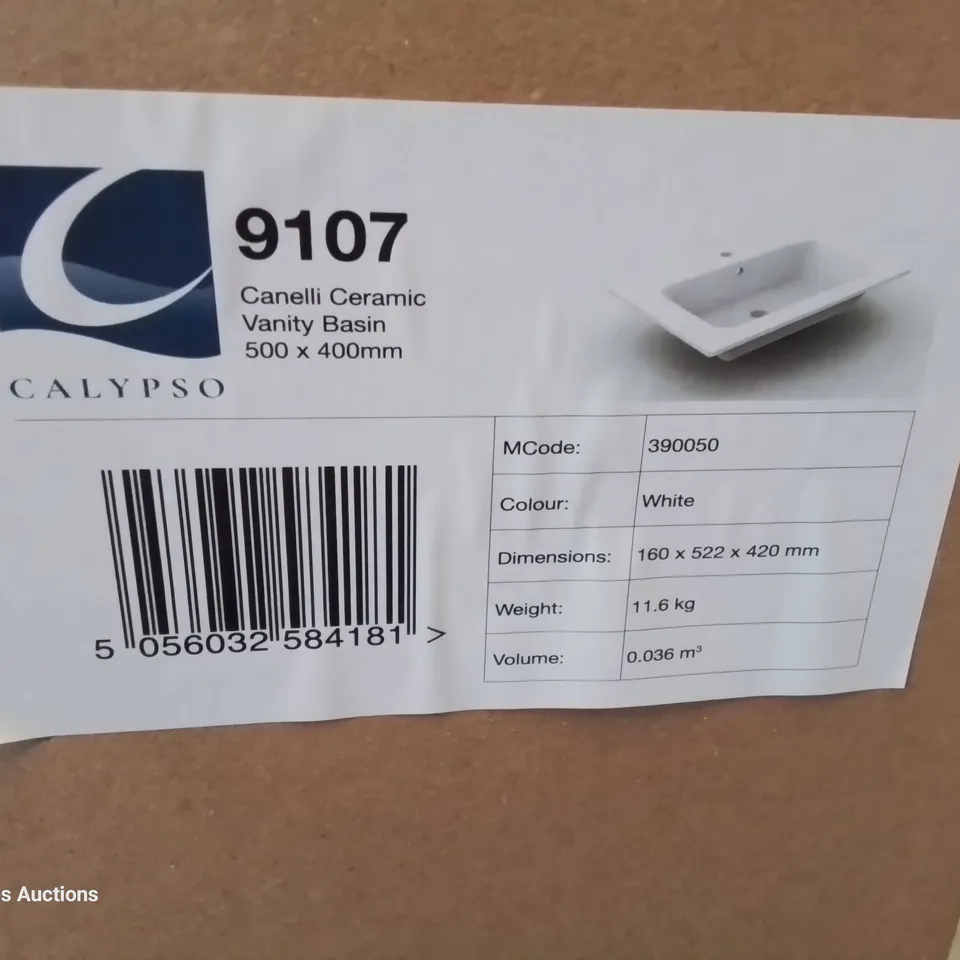 9107
Canelli Ceramic
Vanity Basin
500 x 400mm
CALYPSO
MCode: 390050
Colour: White
Dimensions: 160 x 522 x 420 mm
Weight: 11.6 kg
Volume: 0.036 m³
5 056032 584181 >
s Auctions